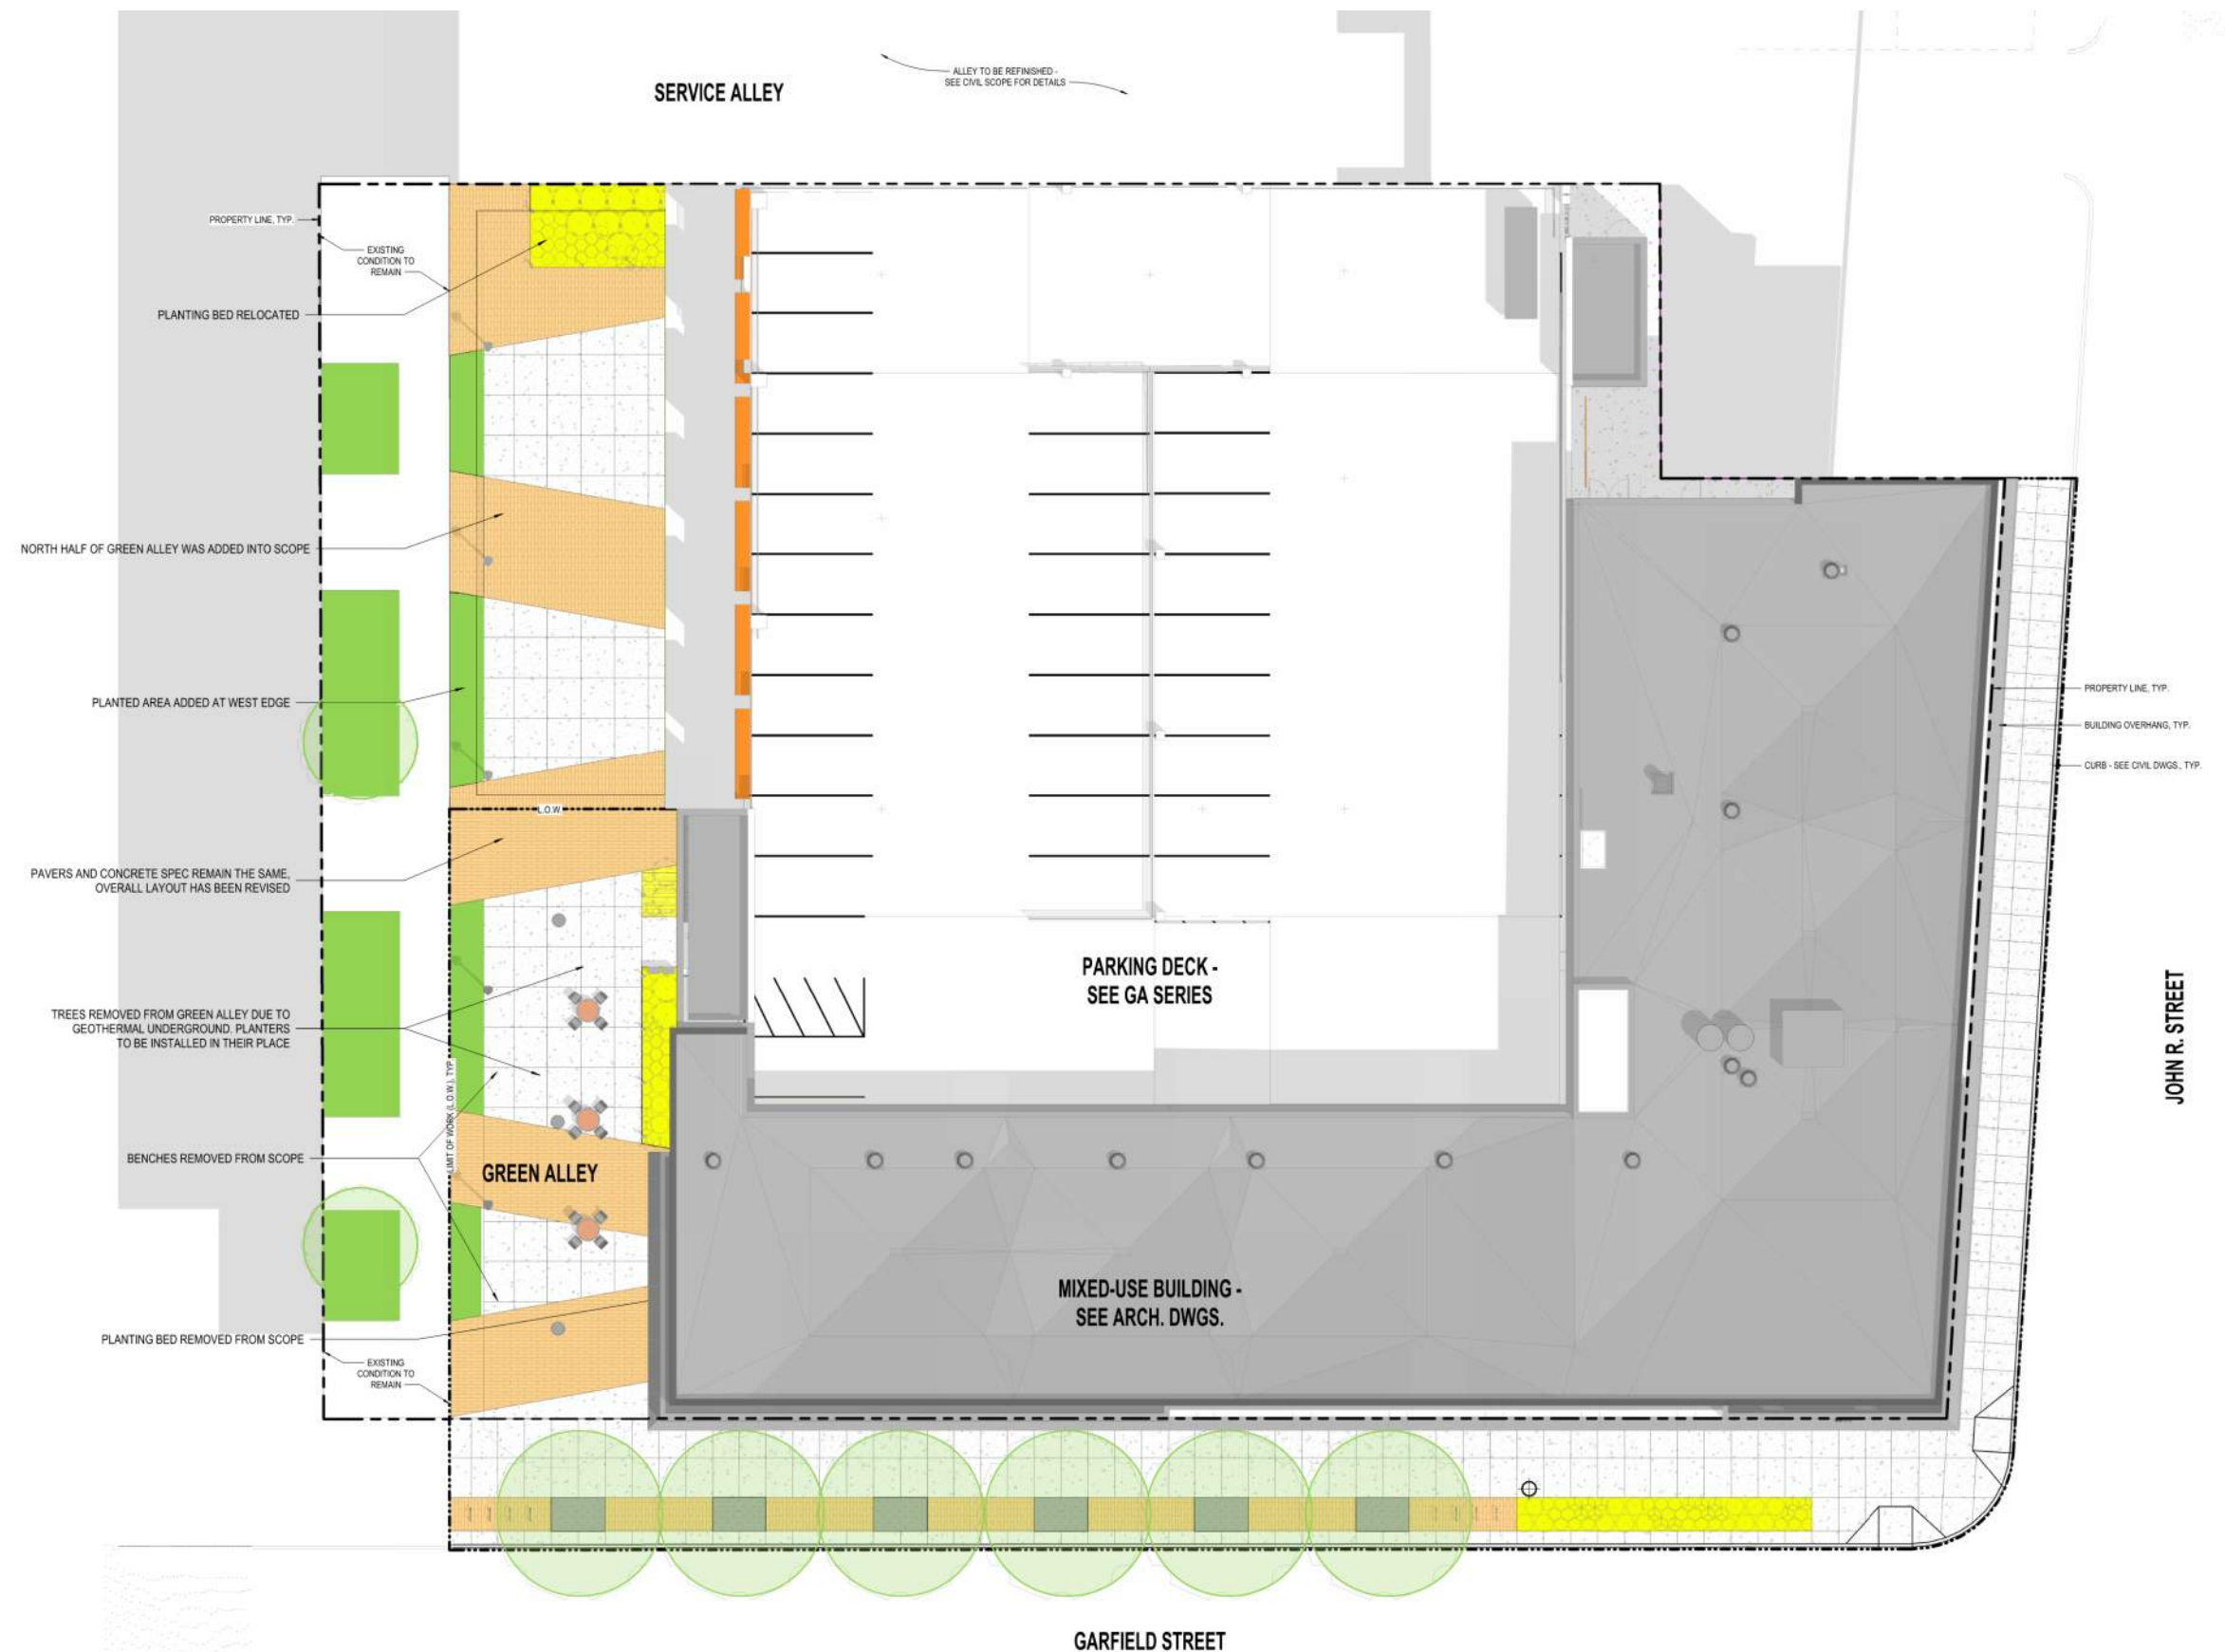 SERVICE ALLEY
ALLEY TO BE REFINISHED -
SEE CIVIL SCOPE FOR DETAILS
PROPERTY LINE, TYP.
EXISTING
CONDITION TO
REMAIN
PLANTING BED RELOCATED
NORTH HALF OF GREEN ALLEY WAS ADDED INTO SCOPE
PLANTED AREA ADDED AT WEST EDGE
PROPERTY LINE, TYP.
BUILDING OVERHANG, TYP.
CURB - SEE CIVIL DWGS., TYP.
L.O.W
PAVERS AND CONCRETE SPEC REMAIN THE SAME,
OVERALL LAYOUT HAS BEEN REVISED
PARKING DECK -
SEE GA SERIES
TREES REMOVED FROM GREEN ALLEY DUE TO
GEOTHERMAL UNDERGROUND. PLANTERS
TO BE INSTALLED IN THEIR PLACE
LIMIT OF WORK (L.O.W.), TYP.
JOHN R. STREET
BENCHES REMOVED FROM SCOPE
GREEN ALLEY
MIXED-USE BUILDING -
SEE ARCH. DWGS.
PLANTING BED REMOVED FROM SCOPE
EXISTING
CONDITION TO
REMAIN
GARFIELD STREET